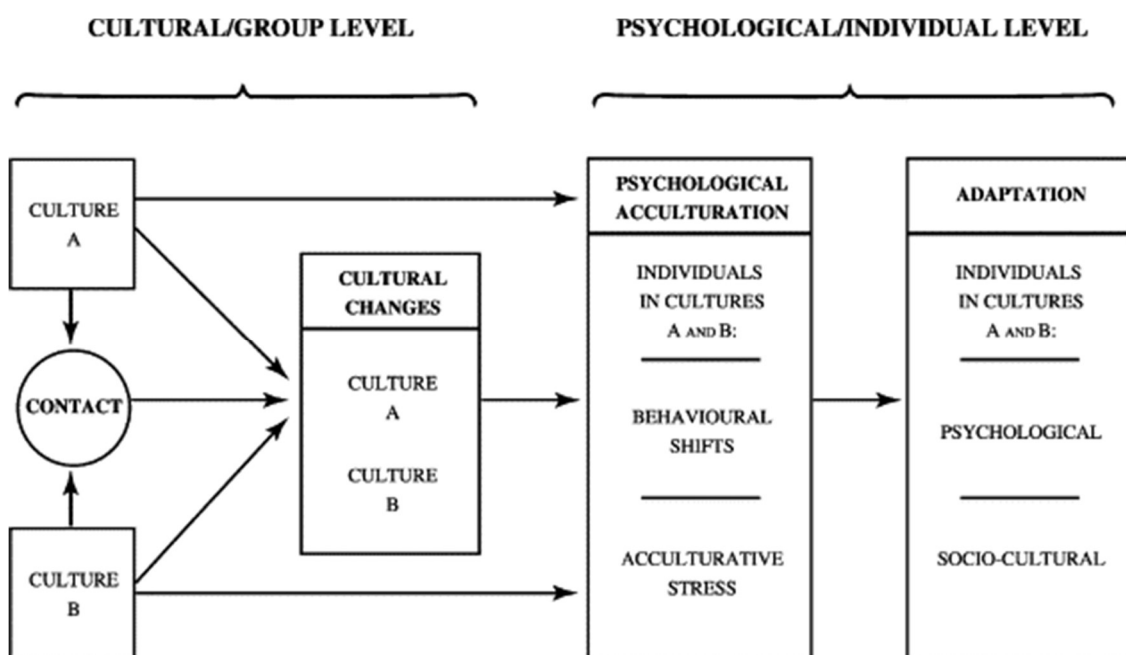 CULTURAL/GROUP LEVEL
PSYCHOLOGICAL/INDIVIDUAL LEVEL
CULTURE
A
CONTACT
CULTURE
B
CULTURAL
CHANGES
CULTURE
A
CULTURE
B
PSYCHOLOGICAL
ACCULTURATION
INDIVIDUALS
IN CULTURES
A AND B:
BEHAVIOURAL
SHIFTS
ACCULTURATIVE
STRESS
ADAPTATION
INDIVIDUALS
IN CULTURES
A AND B:
PSYCHOLOGICAL
SOCIO-CULTURAL